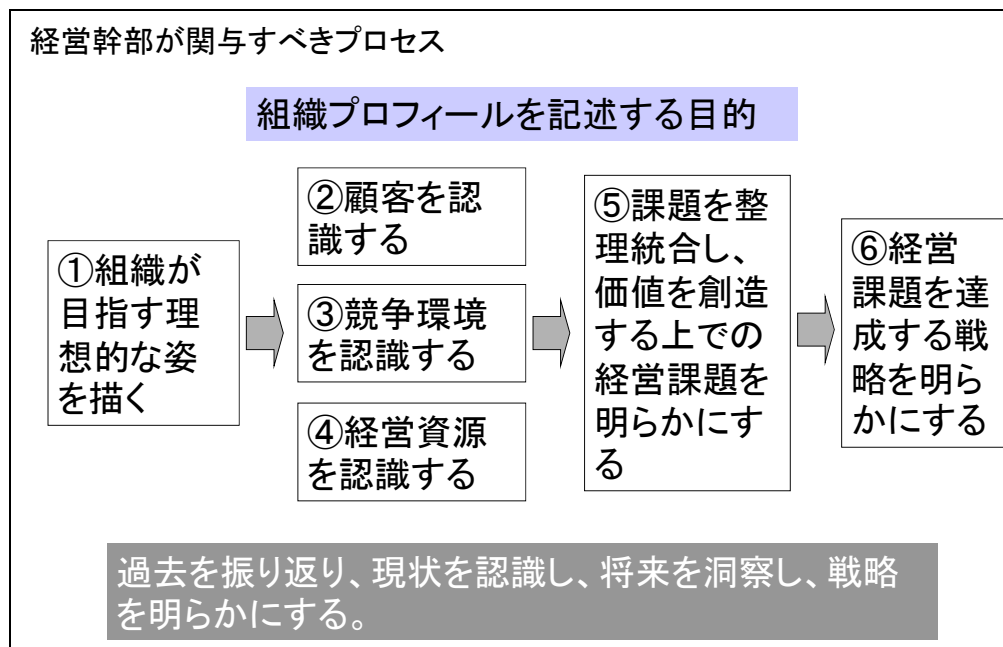 経営幹部が関与すべきプロセス
組織プロフィールを記述する目的
①組織が
目指す理
想的な姿
を描く
②顧客を認
識する
③競争環境
を認識する
④経営資源
を認識する
⑤課題を整
理統合し、
価値を創造
する上での
経営課題を
明らかにす
る
⑥経営
課題を達
成する戦
略を明ら
かにする
過去を振り返り、現状を認識し、将来を洞察し、戦略
を明らかにする。